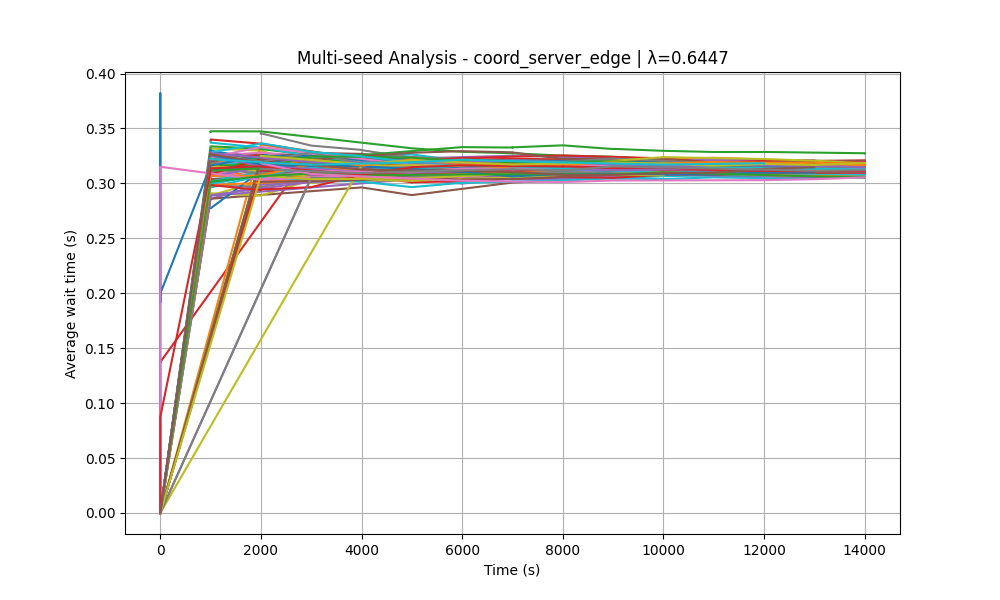 Multi-seed Analysis - coord_server_edge | λ=0.6447
0.40
0.35
0.30
0.25
0.20
0.15
0.10
0.05
0.00
Average wait time (s)
0 2000 4000 6000 8000 10000 12000 14000
Time (s)